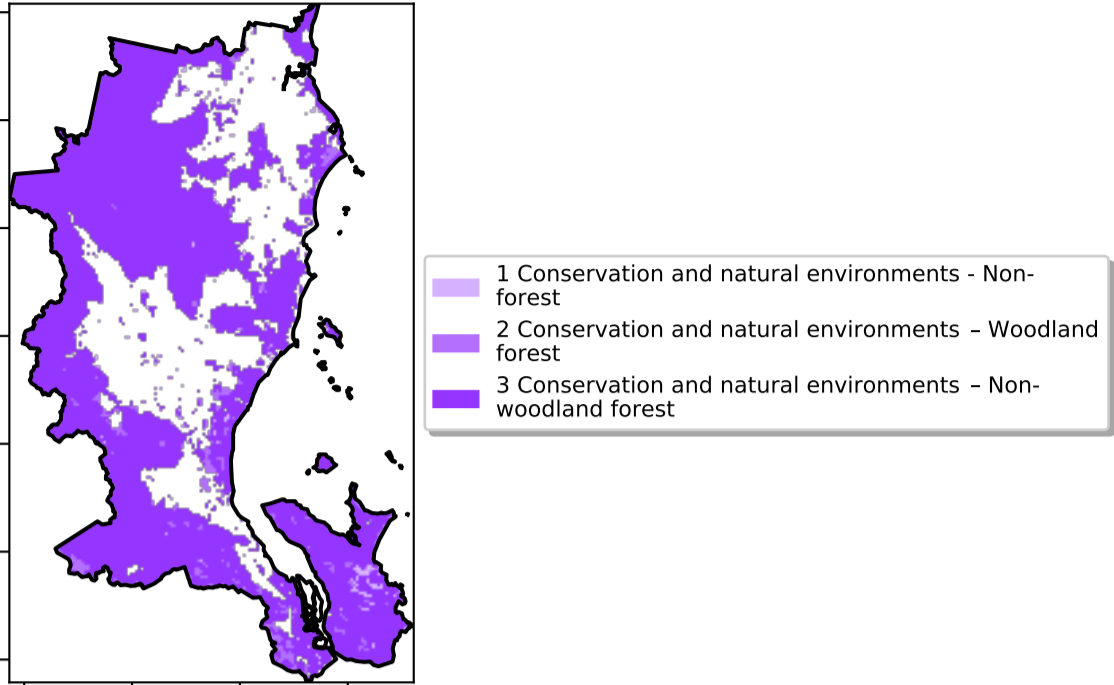 1 Conservation and natural environments - Non-
forest
2 Conservation and natural environments – Woodland
forest
3 Conservation and natural environments – Non-
woodland forest